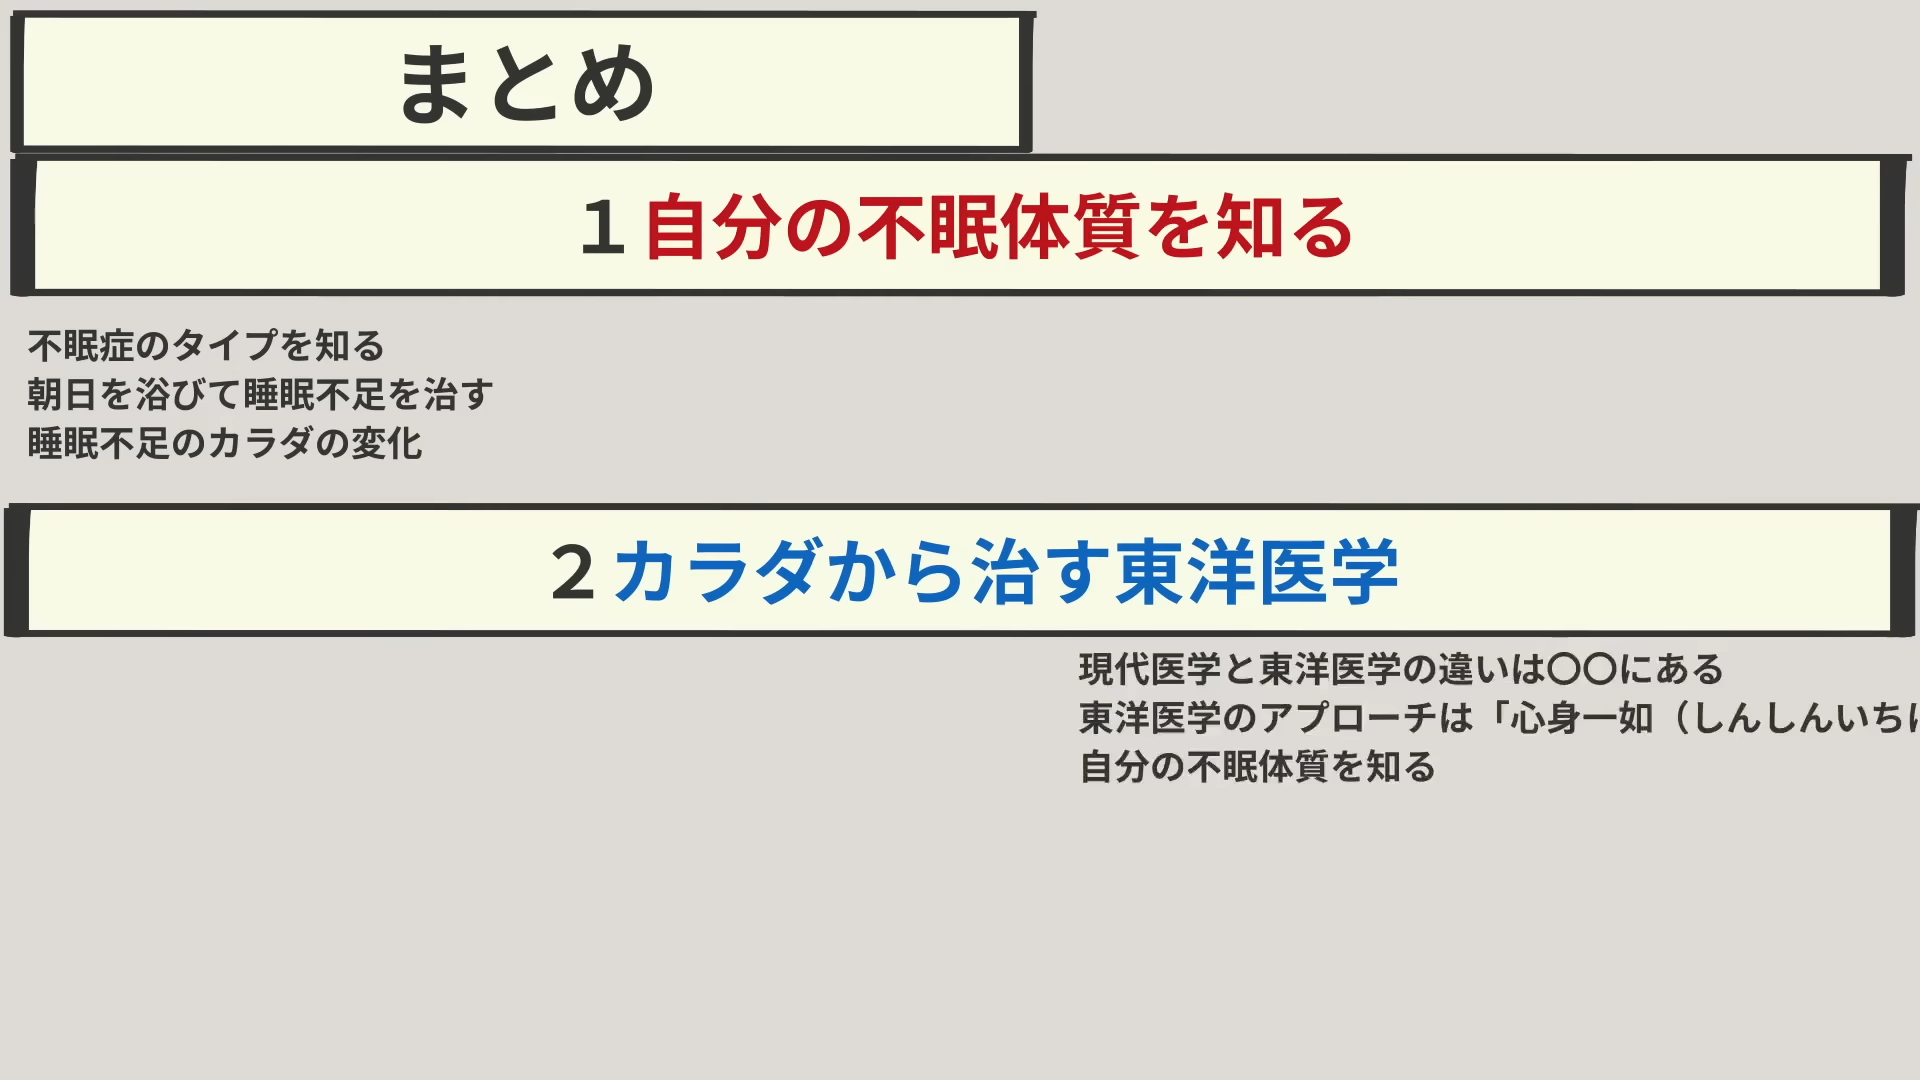 まとめ
１自分の不眠体質を知る
不眠症のタイプを知る
朝日を浴びて睡眠不足を治す
睡眠不足のカラダの変化
２カラダから治す東洋医学
現代医学と東洋医学の違いは〇〇にある
東洋医学のアプローチは「心身一如（しんしんいち
自分の不眠体質を知る